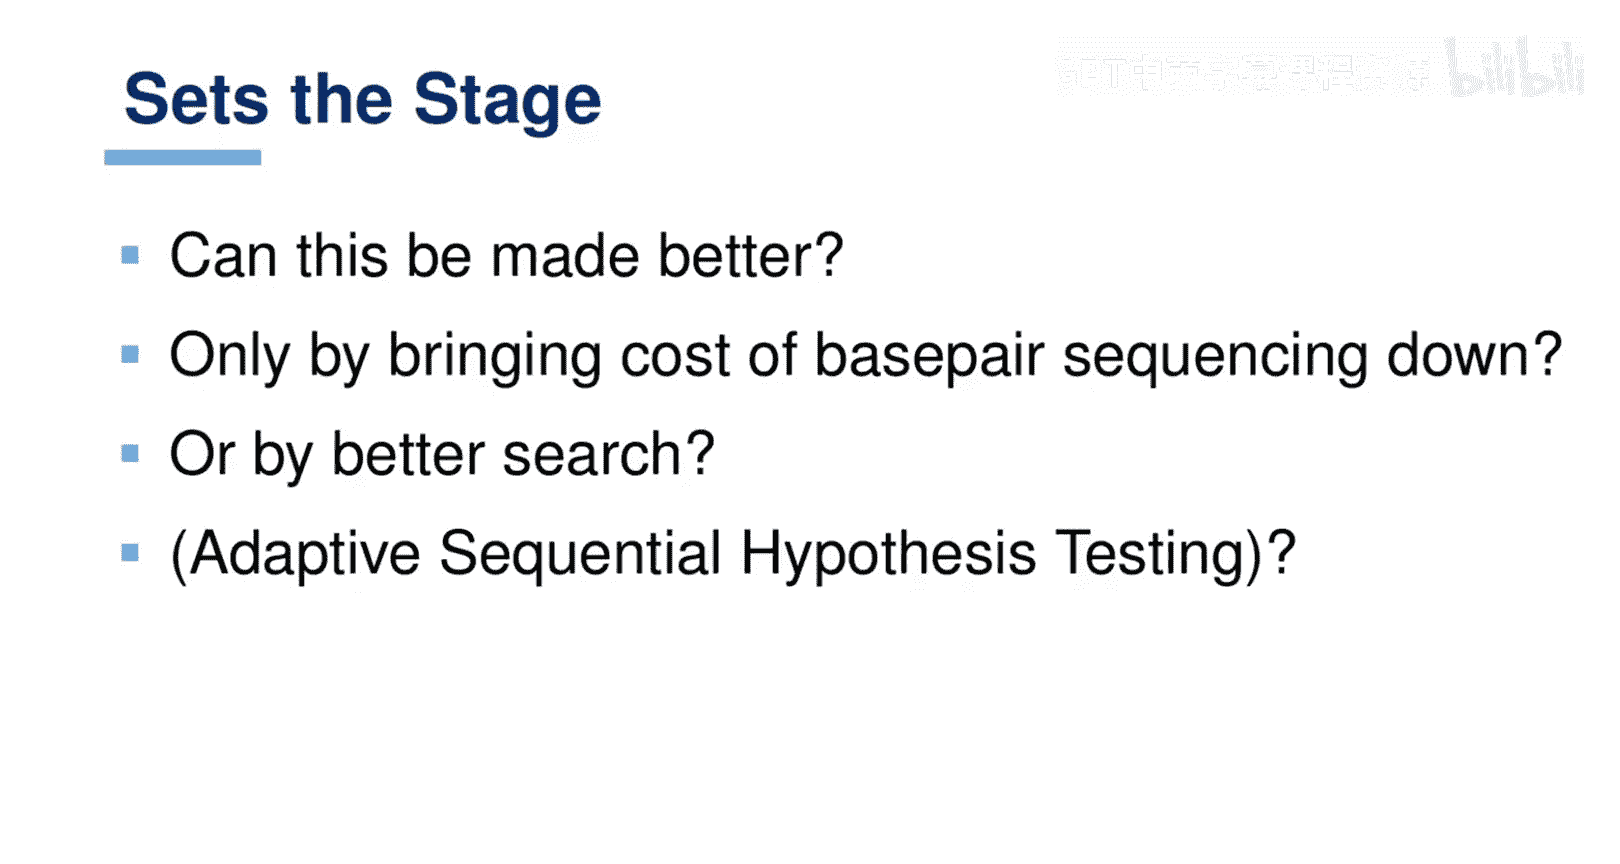 Sets the Stage
bilibili
Can this be made better?
Only by bringing cost of basepair sequencing down?
Or by better search?
(Adaptive Sequential Hypothesis Testing)?